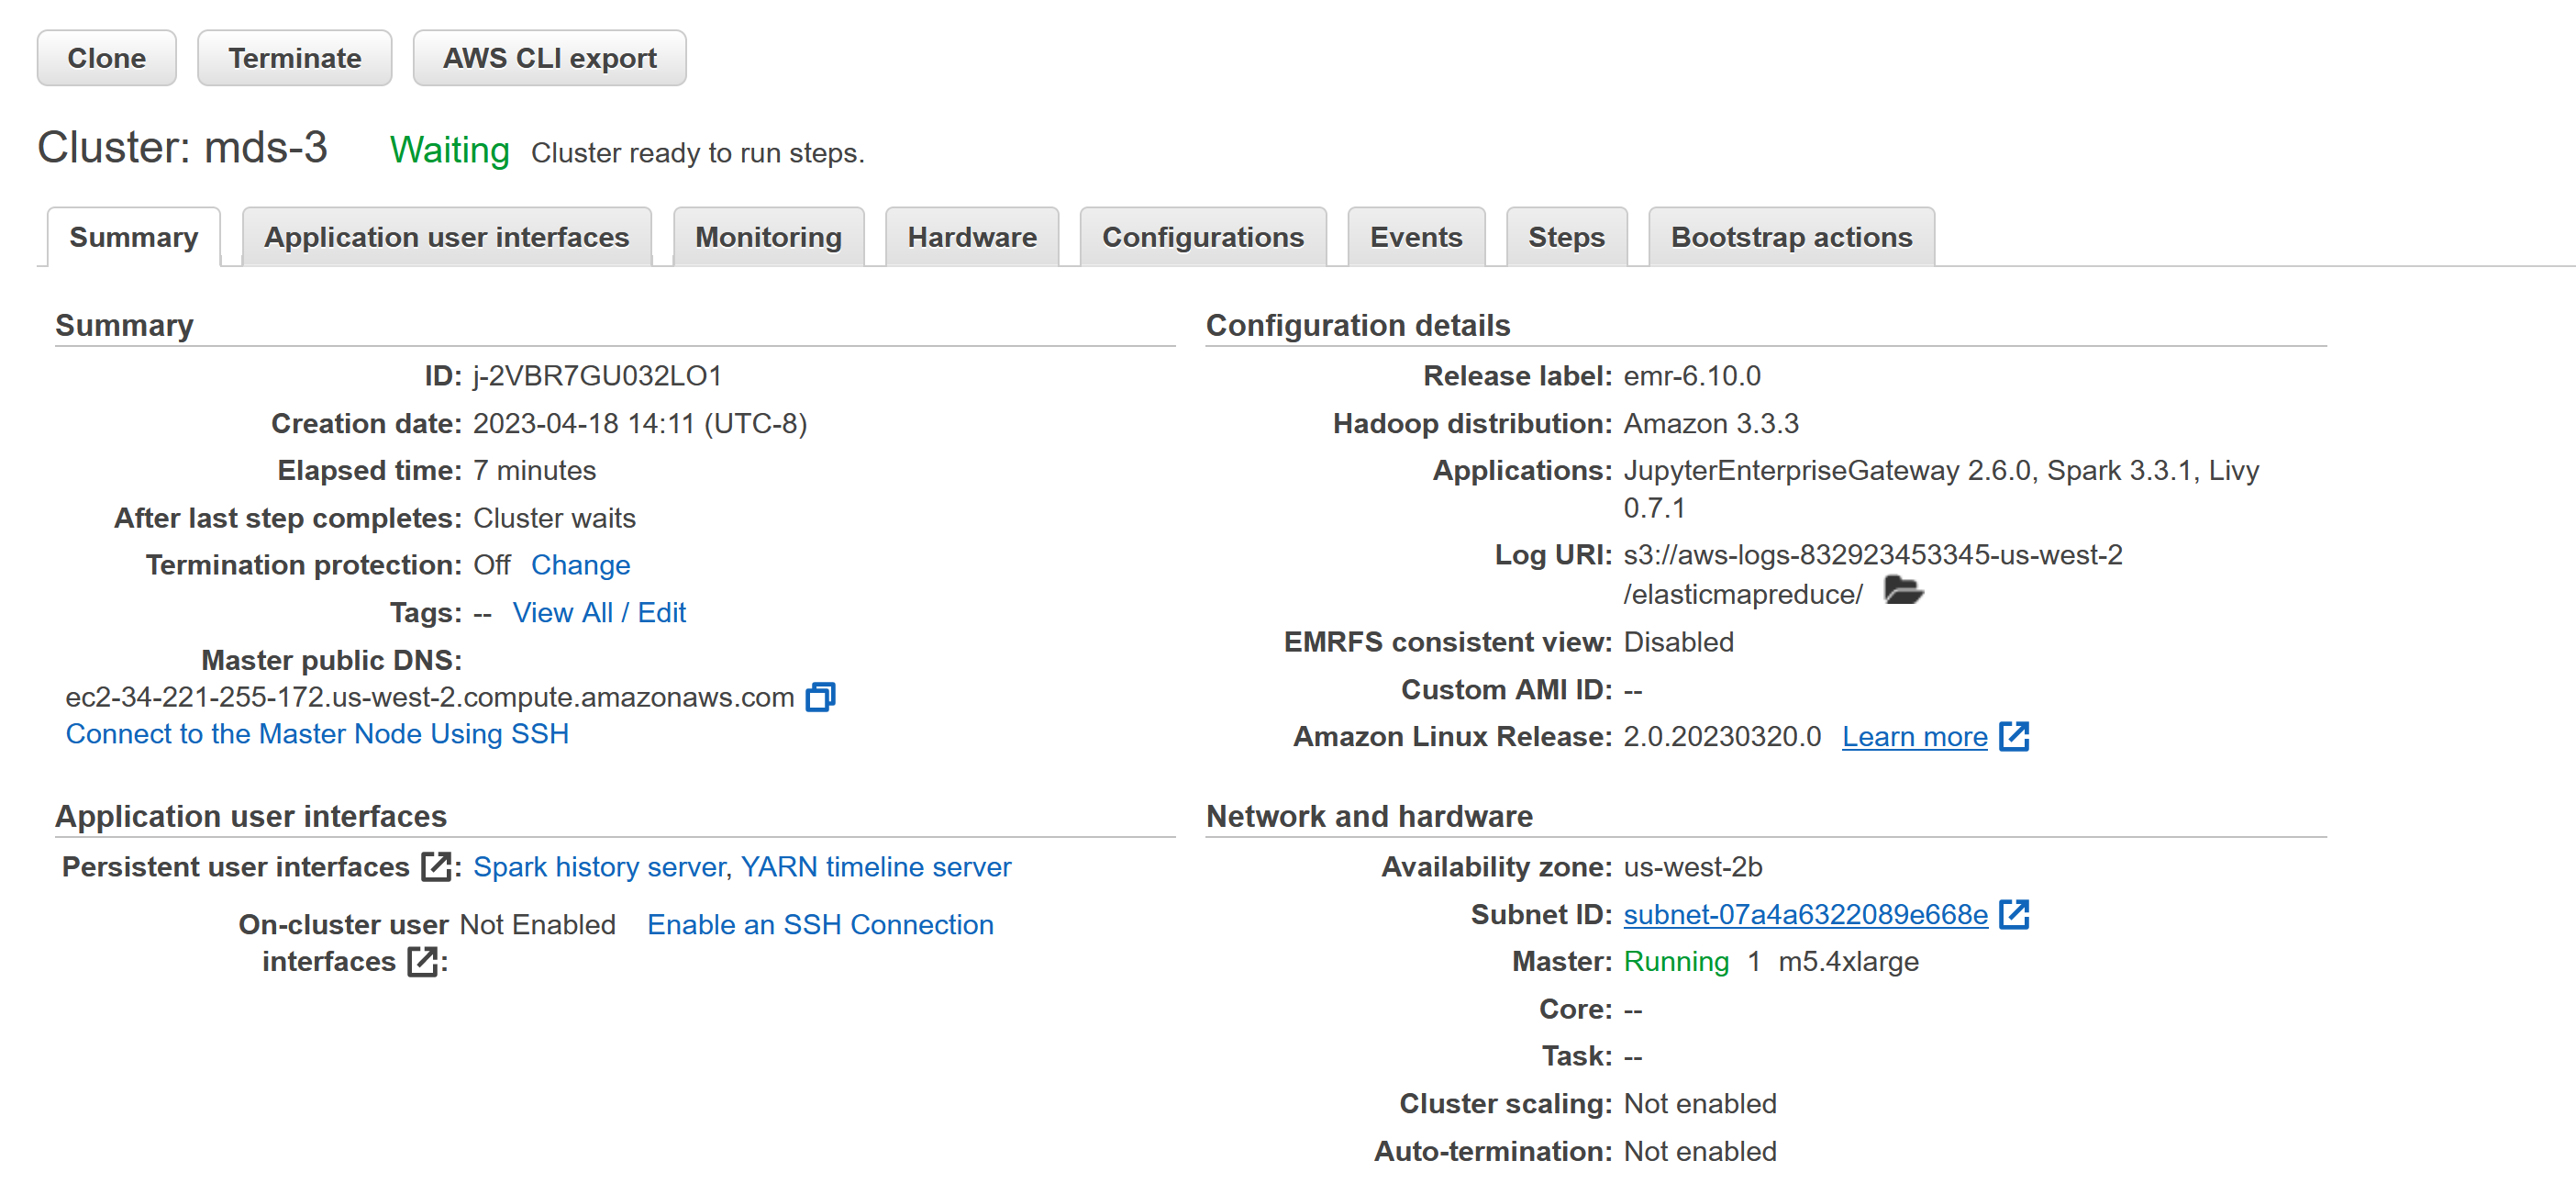 Clone Terminate AWS CLI export
Cluster: mds-3 Waiting Cluster ready to run steps.
Summary Application user interfaces Monitoring Hardware Configurations Events Steps Bootstrap actions
Summary
ID: j-2VBR7GU032LO1
Creation date: 2023-04-18 14:11 (UTC-8)
Elapsed time: 7 minutes
After last step completes: Cluster waits
Termination protection: Off Change
Tags: -- View All / Edit
Master public DNS:
ec2-34-221-255-172.us-west-2.compute.amazonaws.com
Connect to the Master Node Using SSH
Configuration details
Release label: emr-6.10.0
Hadoop distribution: Amazon 3.3.3
Applications: JupyterEnterpriseGateway 2.6.0, Spark 3.3.1, Livy
0.7.1
Log URI: s3://aws-logs-832923453345-us-west-2
/elasticmapreduce/
EMRFS consistent view: Disabled
Custom AMI ID: --
Amazon Linux Release: 2.0.20230320.0 Learn more
Application user interfaces
Persistent user interfaces : Spark history server, YARN timeline server
On-cluster user Not Enabled Enable an SSH Connection
interfaces :
Network and hardware
Availability zone: us-west-2b
Subnet ID: subnet-07a4a6322089e668e
Master: Running 1 m5.4xlarge
Core: --
Task: --
Cluster scaling: Not enabled
Auto-termination: Not enabled